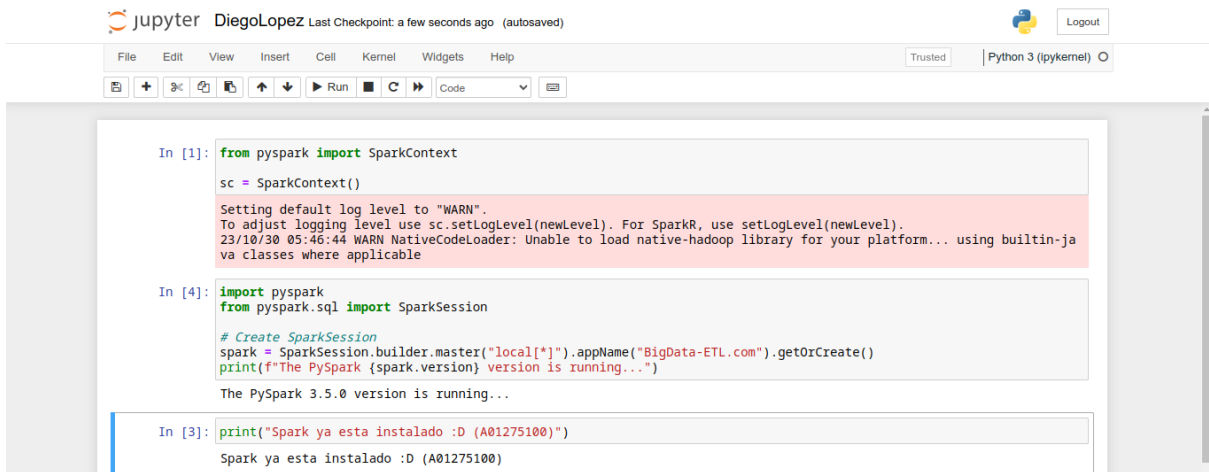 jupyter DiegoLopez Last Checkpoint: a few seconds ago (autosaved)
Logout
File Edit View Insert Cell Kernel Widgets Help
Trusted
Python 3 (ipykernel)
Run
Code
In [1]: from pyspark import SparkContext
sc = SparkContext()
Setting default log level to "WARN".
To adjust logging level use sc.setLogLevel(newLevel). For SparkR, use setLogLevel(newLevel).
23/10/30 05:46:44 WARN NativeCodeLoader: Unable to load native-hadoop library for your platform... using builtin-ja
va classes where applicable
In [4]: import pyspark
from pyspark.sql import SparkSession
# Create SparkSession
spark = SparkSession.builder.master("local[*]").appName("BigData-ETL.com").getOrCreate()
print(f"The PySpark {spark.version} version is running...")
The PySpark 3.5.0 version is running...
In [3]: print("Spark ya esta instalado :D (A01275100)")
Spark ya esta instalado :D (A01275100)